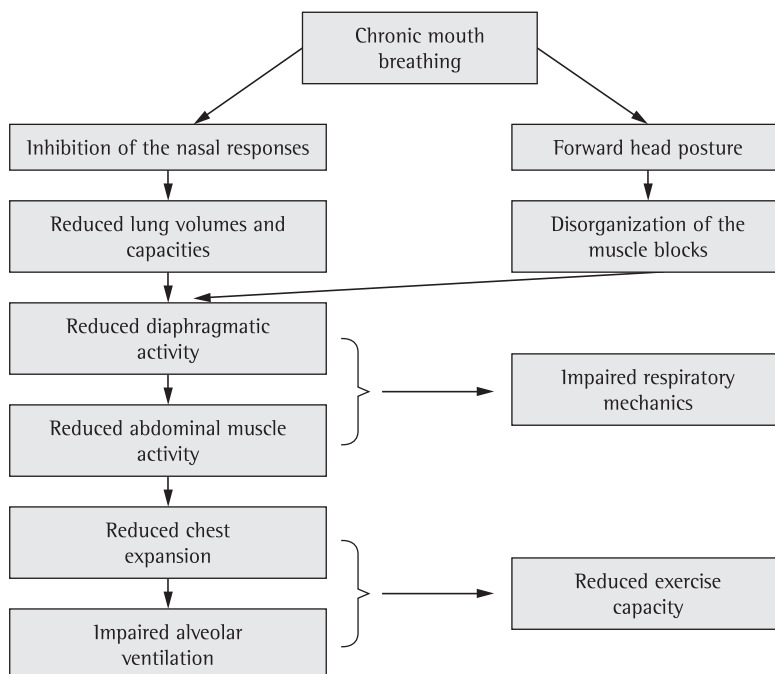 Chronic mouth
breathing
Inhibition of the nasal responses
Forward head posture
Reduced lung volumes and
capacities
Disorganization of the
muscle blocks
Reduced diaphragmatic
activity
Impaired respiratory
mechanics
Reduced abdominal muscle
activity
Reduced chest
expansion
Reduced exercise
capacity
Impaired alveolar
ventilation